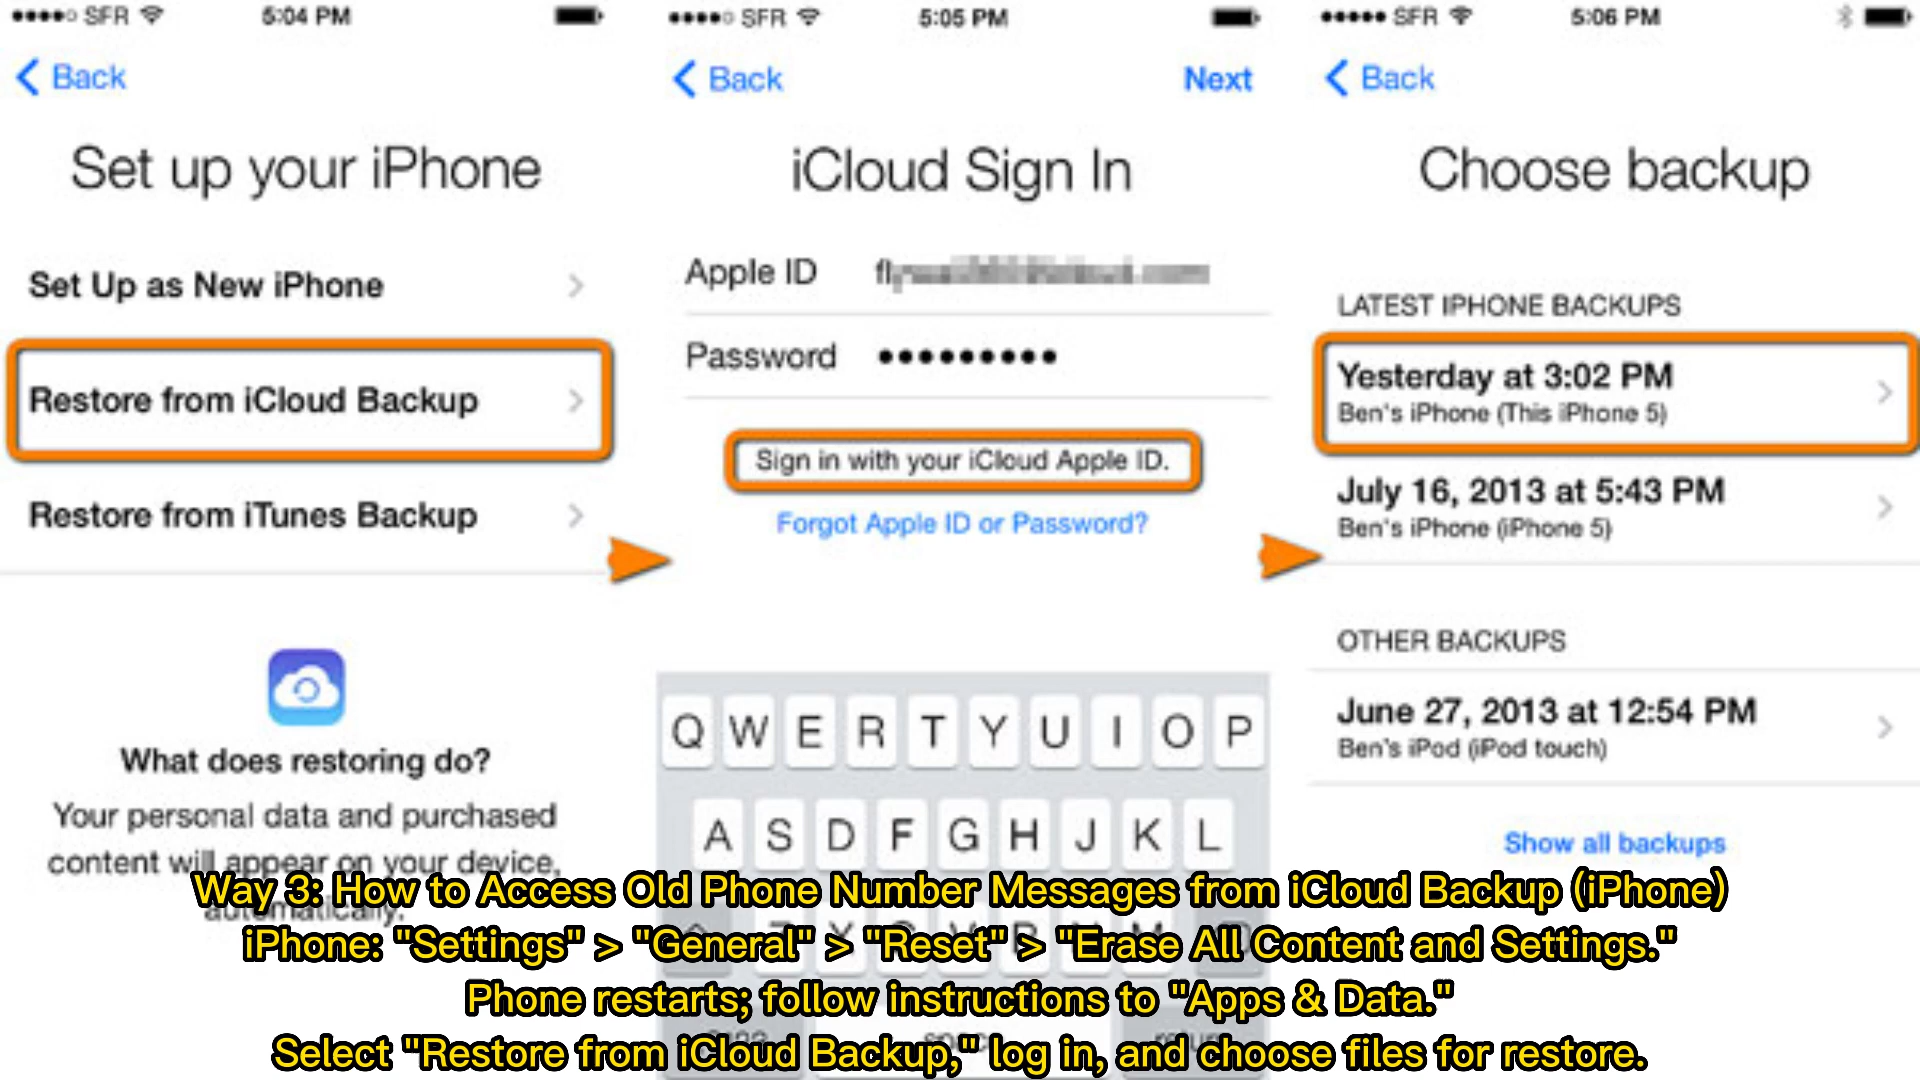 SFR 5:04 PM
Back
Set up your iPhone
Set Up as New iPhone
Restore from iCloud Backup
Restore from iTunes Backup
What does restoring do?
Your personal data and purchased
content will appear on your device,
automatically.
SFR 5:05 PM
Back Next
iCloud Sign In
Apple ID
Password
Sign in with your iCloud Apple ID.
Forgot Apple ID or Password?
Q W E R T Y U I O P
A S D F G H J K L
space return
SFR 5:06 PM
Back
Choose backup
LATEST IPHONE BACKUPS
Yesterday at 3:02 PM
Ben's iPhone (This iPhone 5)
July 16, 2013 at 5:43 PM
Ben's iPhone (iPhone 5)
OTHER BACKUPS
June 27, 2013 at 12:54 PM
Ben's iPod (iPod touch)
Show all backups
Way 3: How to Access Old Phone Number Messages from iCloud Backup (iPhone)
iPhone: "Settings" > "General" > "Reset" > "Erase All Content and Settings."
Phone restarts; follow instructions to "Apps & Data."
Select "Restore from iCloud Backup," log in, and choose files for restore.